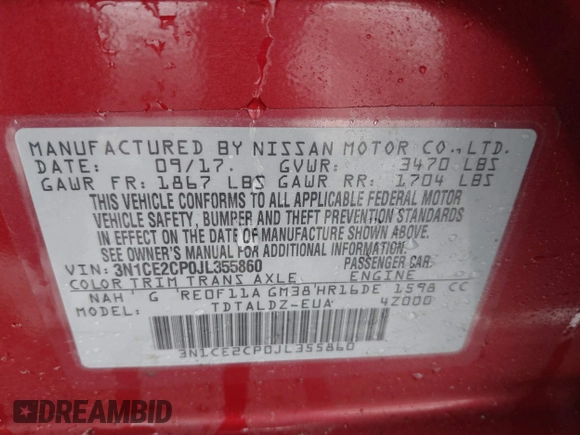 MANUFACTURED BY NISSAN MOTOR CO.,LTD.
DATE: 09/17. GVWR: 3470 LBS
GAWR FR: 1867 LBS GAWR RR: 1704 LBS
THIS VEHICLE CONFORMS TO ALL APPLICABLE FEDERAL MOTOR
VEHICLE SAFETY, BUMPER AND THEFT PREVENTION STANDARDS
IN EFFECT ON THE DATE OF MANUFACTURE SHOWN ABOVE.
SEE OWNER'S MANUAL FOR ADDITIONAL INFORMATION.
VIN: 3N1CE2CP0JL355860 PASSENGER CAR
COLOR TRIM TRANS AXLE ENGINE
NAH G RE0F11A GM38 HR16DE 1598 CC
TDTALDZ-EUA 4Z000
3N1CE2CP0JL355860
DREAMBID